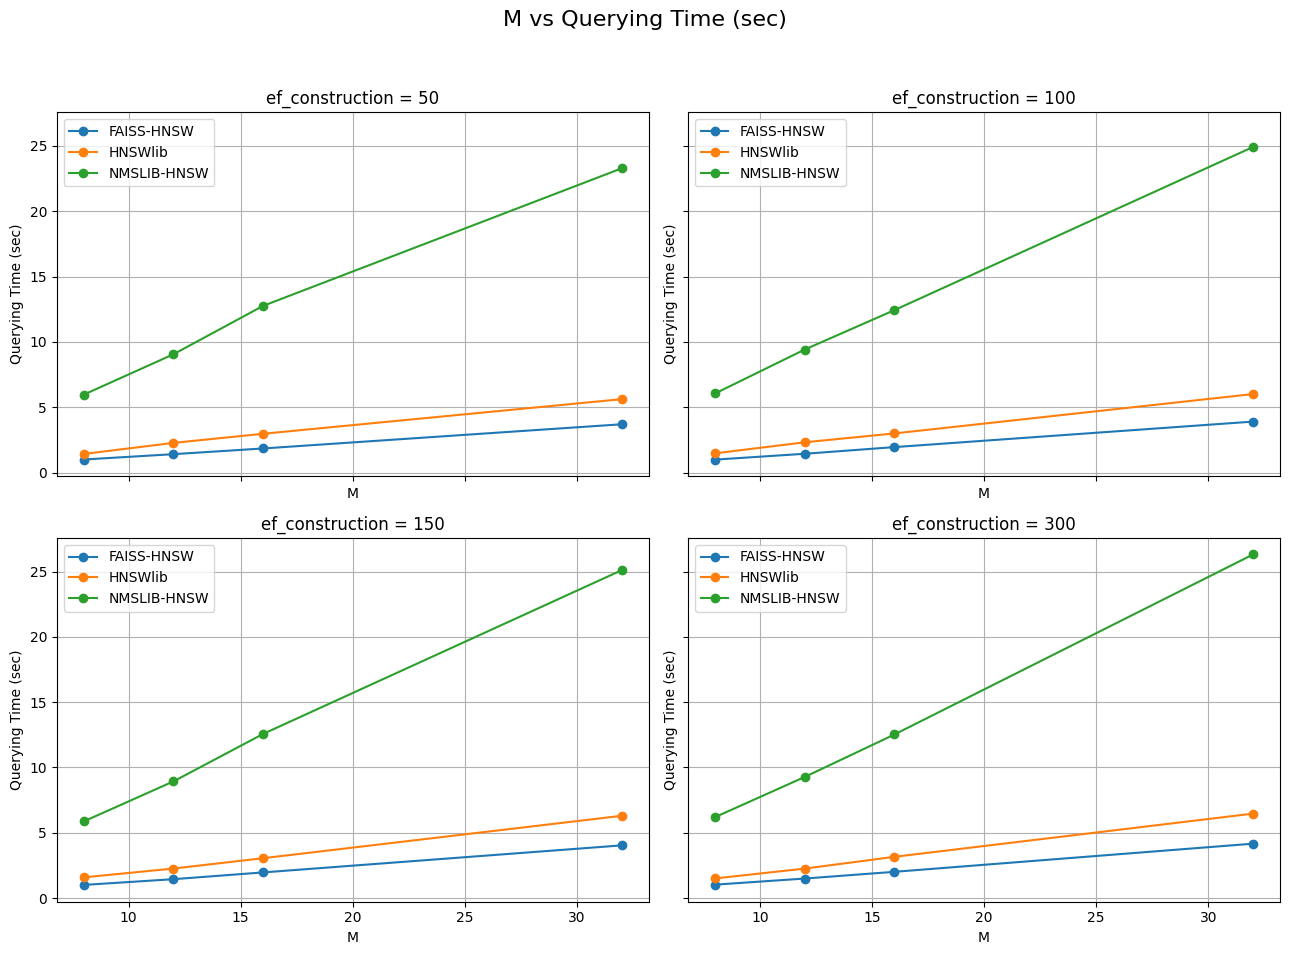 M vs Querying Time (sec)
ef_construction = 50
FAISS-HNSW
HNSWlib
NMSLIB-HNSW
25
20
15
10
5
0
Querying Time (sec)
M
ef_construction = 100
FAISS-HNSW
HNSWlib
NMSLIB-HNSW
Querying Time (sec)
M
ef_construction = 150
FAISS-HNSW
HNSWlib
NMSLIB-HNSW
25
20
15
10
5
0
Querying Time (sec)
10 15 20 25 30
M
ef_construction = 300
FAISS-HNSW
HNSWlib
NMSLIB-HNSW
Querying Time (sec)
10 15 20 25 30
M